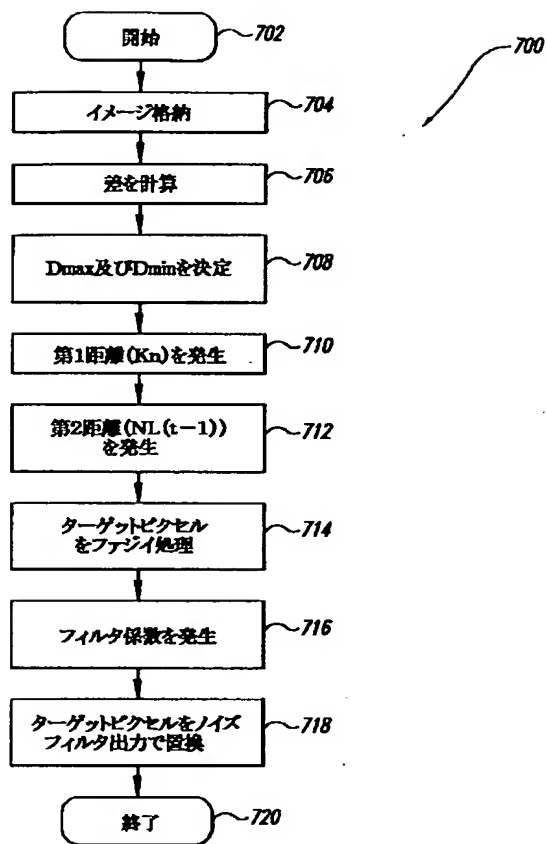 開始
702
700
イメージ格納
704
差を計算
706
Dmax及びDminを決定
708
第1距離(Kn)を発生
710
第2距離(NL(t-1))
を発生
712
ターゲットピクセル
をファジイ処理
714
フィルタ係数を発生
716
ターゲットピクセルをノイズ
フィルタ出力で置換
718
終了
720